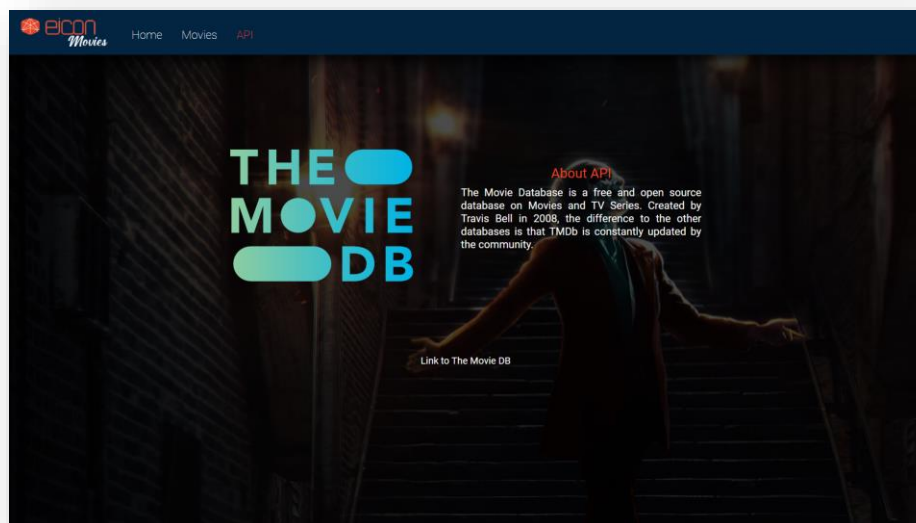 eicon
Movies
Home Movies API
THE
MOVIE
DB
About API
The Movie Database is a free and open source
database on Movies and TV Series. Created by
Travis Bell in 2008, the difference to the other
databases is that TMDb is constantly updated by
the community.
Link to The Movie DB